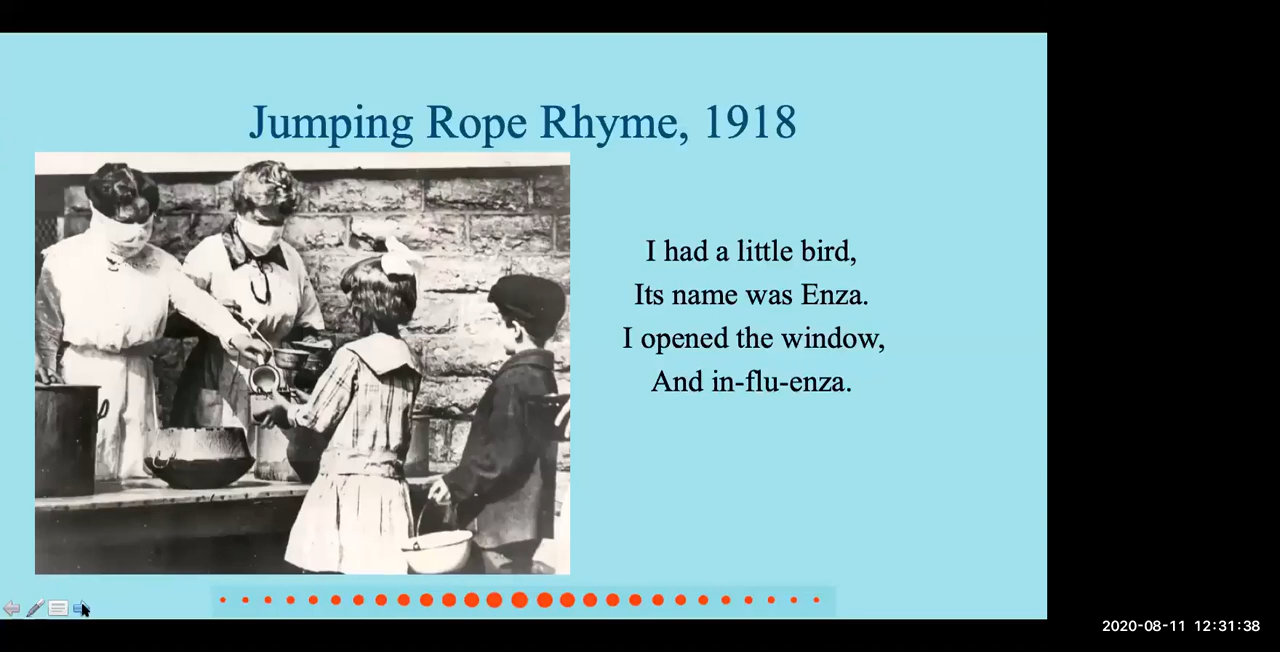 Jumping Rope Rhyme, 1918
I had a little bird,
Its name was Enza.
I opened the window,
And in-flu-enza.
2020-08-11 12:31:38